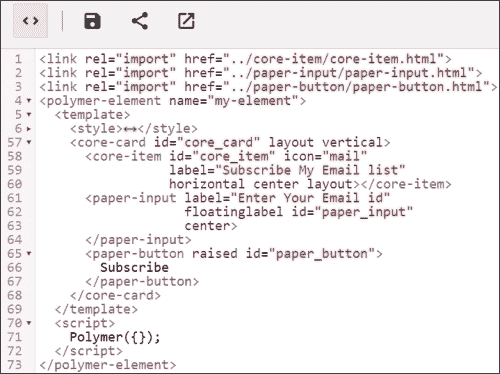 <>
1 <link rel="import" href="../core-item/core-item.html">
2 <link rel="import" href="../paper-input/paper-input.html">
3 <link rel="import" href="../paper-button/paper-button.html">
4 <polymer-element name="my-element">
5   <template>
6     <style>↔</style>
57     <core-card id="core_card" layout vertical>
58       <core-item id="core_item" icon="mail"
59                  label="Subscribe My Email list"
60                  horizontal center layout></core-item>
61       <paper-input label="Enter Your Email id"
62                    floatinglabel id="paper_input"
63                    center>
64       </paper-input>
65       <paper-button raised id="paper_button">
66         Subscribe
67       </paper-button>
68     </core-card>
69   </template>
70   <script>
71     Polymer({});
72   </script>
73 </polymer-element>